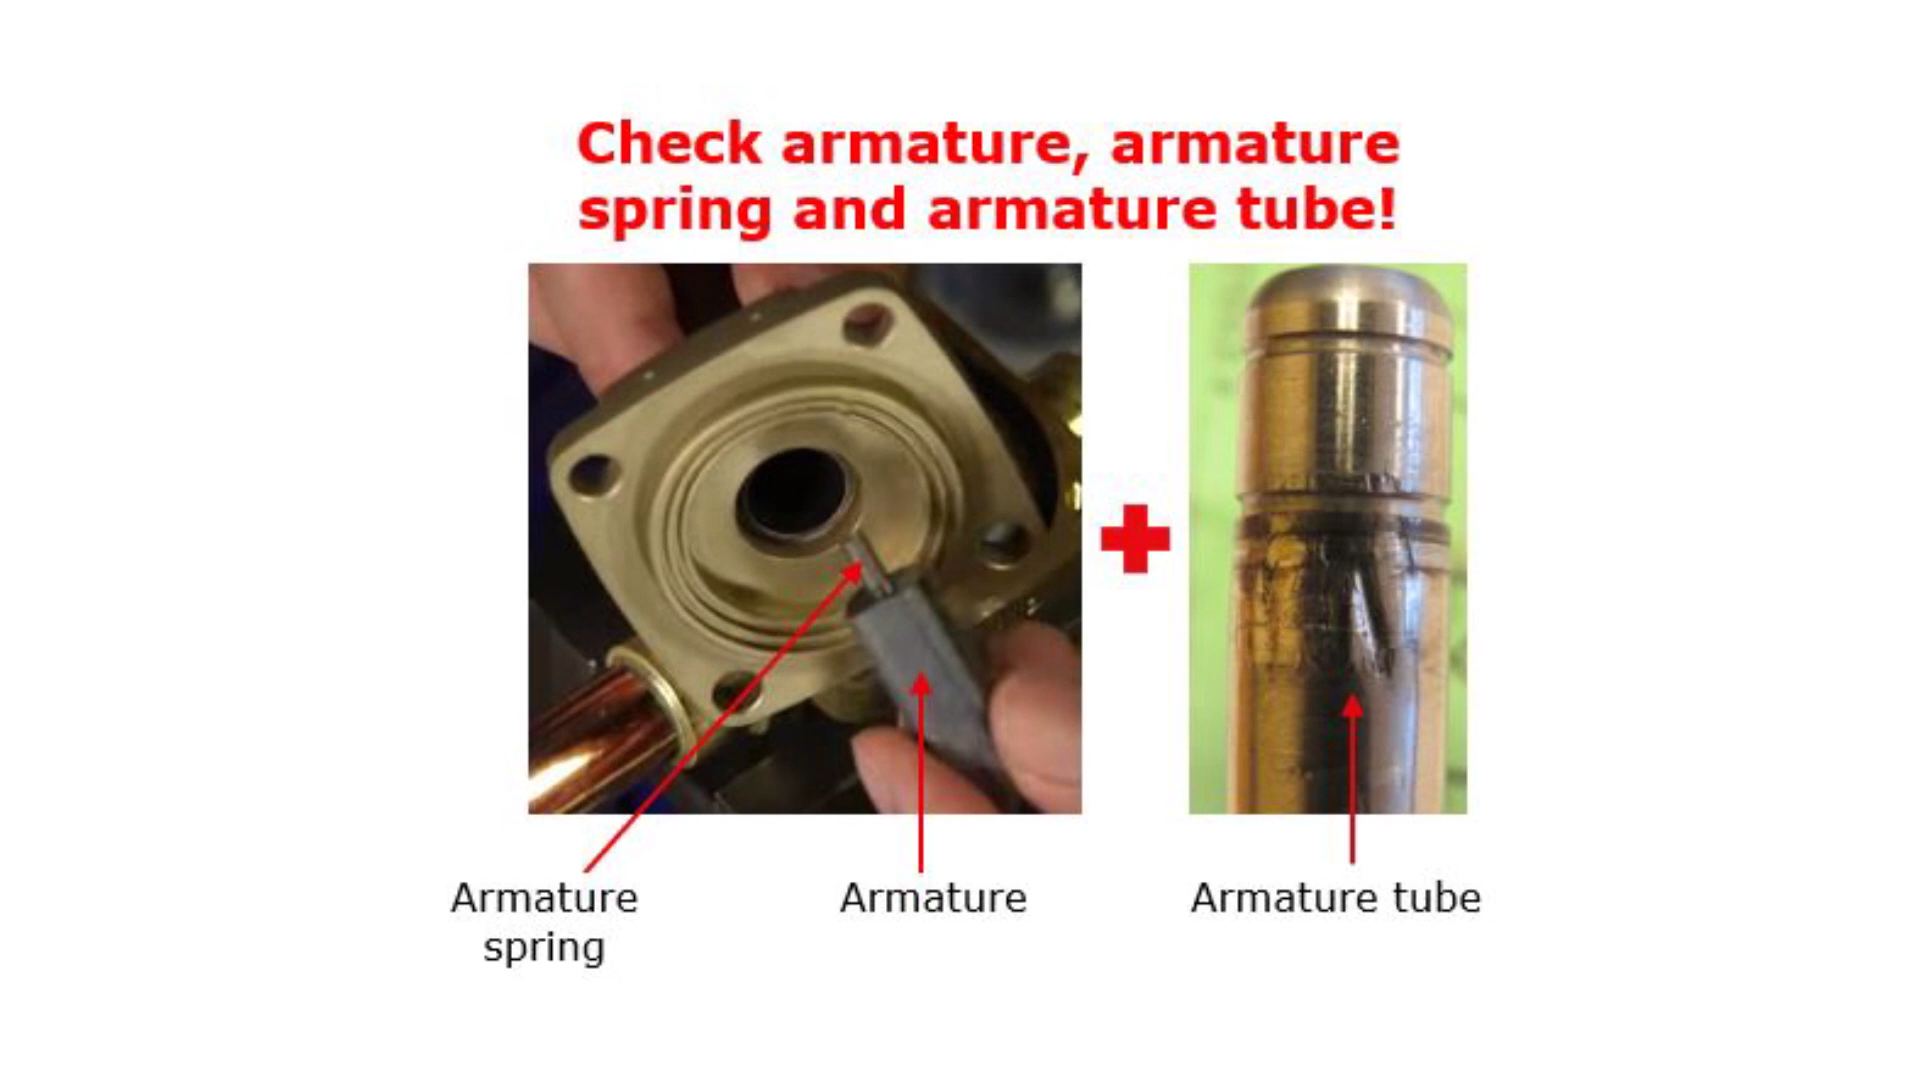 Check armature, armature
spring and armature tube!
Armature
spring
Armature
Armature tube